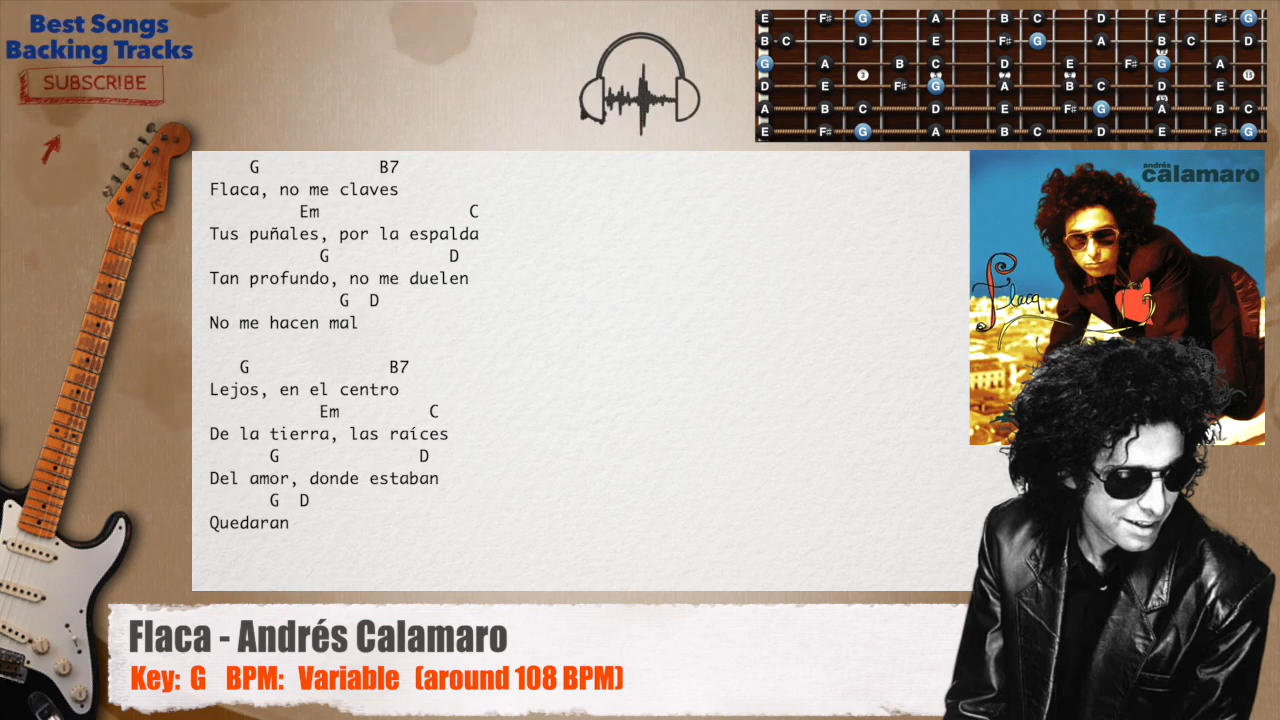 Best Songs
Backing Tracks
SUBSCRIBE
E F# G A B C D E F# G
B C D E F# G A B C D
G A B C D E F# G A
D E F# G A B C D E
A B C D E F# G A B C
E F# G A B C D E F# G
G B7
Flaca, no me claves
Em C
Tus puñales, por la espalda
G D
Tan profundo, no me duelen
G D
No me hacen mal
G B7
Lejos, en el centro
Em C
De la tierra, las raíces
G D
Del amor, donde estaban
G D
Quedaran
andrés
calamaro
Flaca
Flaca - Andrés Calamaro
Key: G BPM: Variable (around 108 BPM)